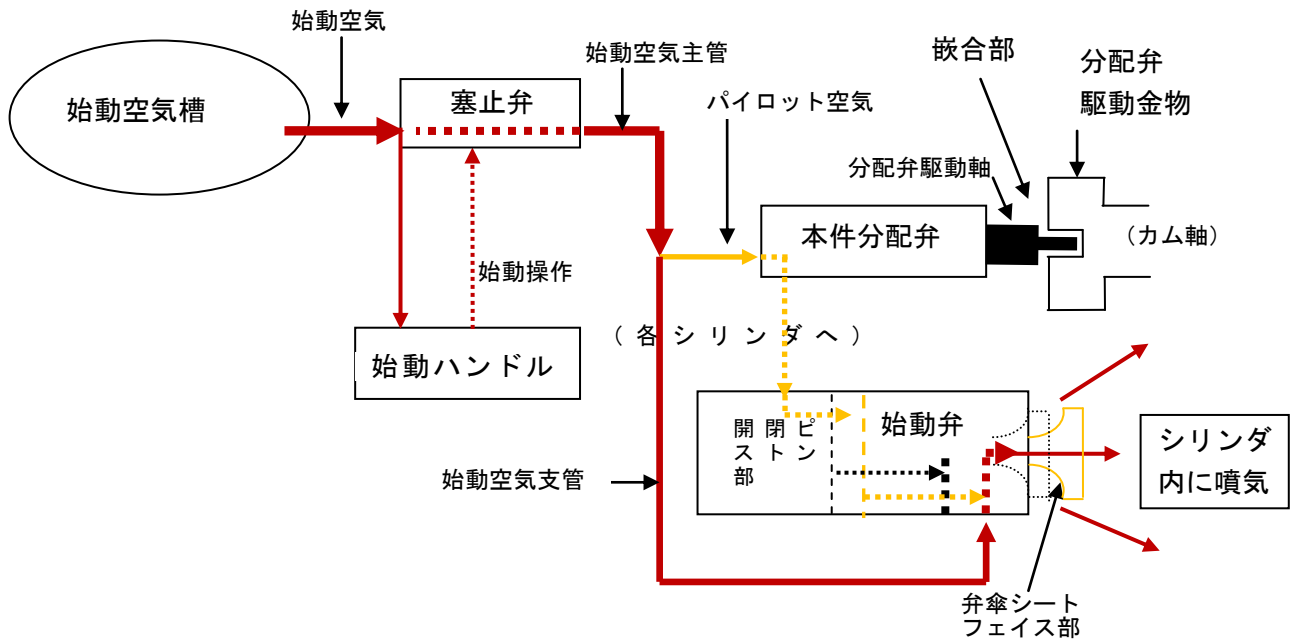 始動空気
始動空気主管
嵌合部
分配弁
駆動金物
始動空気槽
塞止弁
パイロット空気
分配弁駆動軸
本件分配弁
（カム軸）
始動操作
（各シリンダへ）
始動ハンドル
開閉ピ
ストン
部
始動弁
シリンダ
内に噴気
始動空気支管
弁傘シート
フェイス部